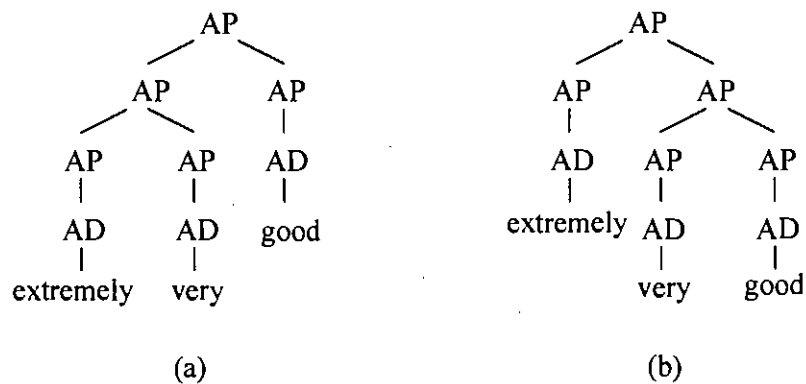 AP AP
AP AP AP AP
AP AP AD AD AP AP
AD AD good extremely AD AD
extremely very very good
(a) (b)